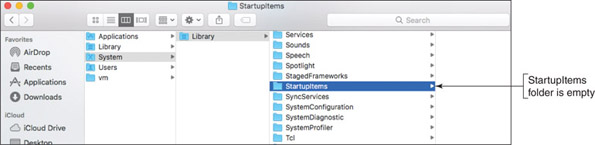 StartupItems
Search
Favorites
AirDrop
Recents
Applications
Downloads
iCloud
iCloud Drive
Desktop
Applications
Library
System
Users
vm
Library
Services
Sounds
Speech
Spotlight
StagedFrameworks
StartupItems
SyncServices
SystemConfiguration
SystemDiagnostic
SystemProfiler
Tcl
StartupItems
folder is empty